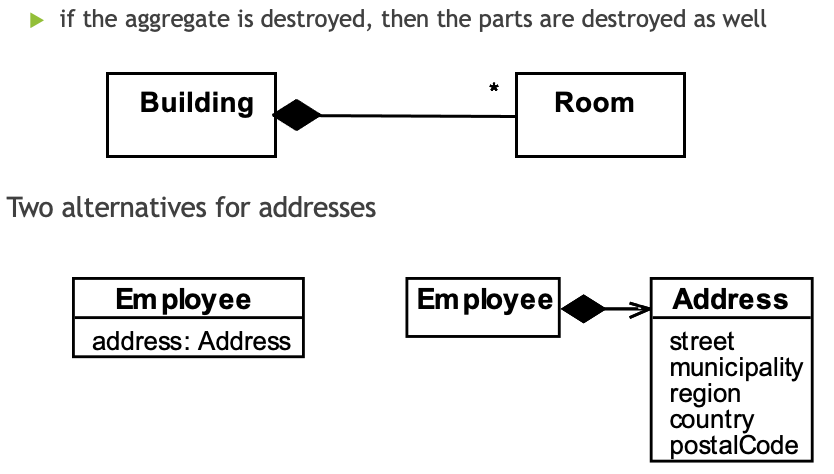 if the aggregate is destroyed, then the parts are destroyed as well
Building
*
Room
Two alternatives for addresses
Employee
address: Address
Employee
Address
street
municipality
region
country
postalCode